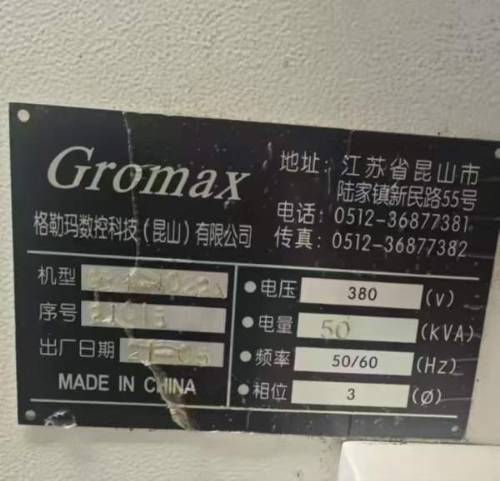 Gromax
格勒玛数控科技(昆山)有限公司
地址: 江苏省昆山市
陆家镇新民路55号
电话: 0512-36877381
传真: 0512-36877382
机型
序号
出厂日期
MADE IN CHINA
电压 380 (V)
电量 50 (KVA)
频率 50/60 (Hz)
相位 3 (Ø)